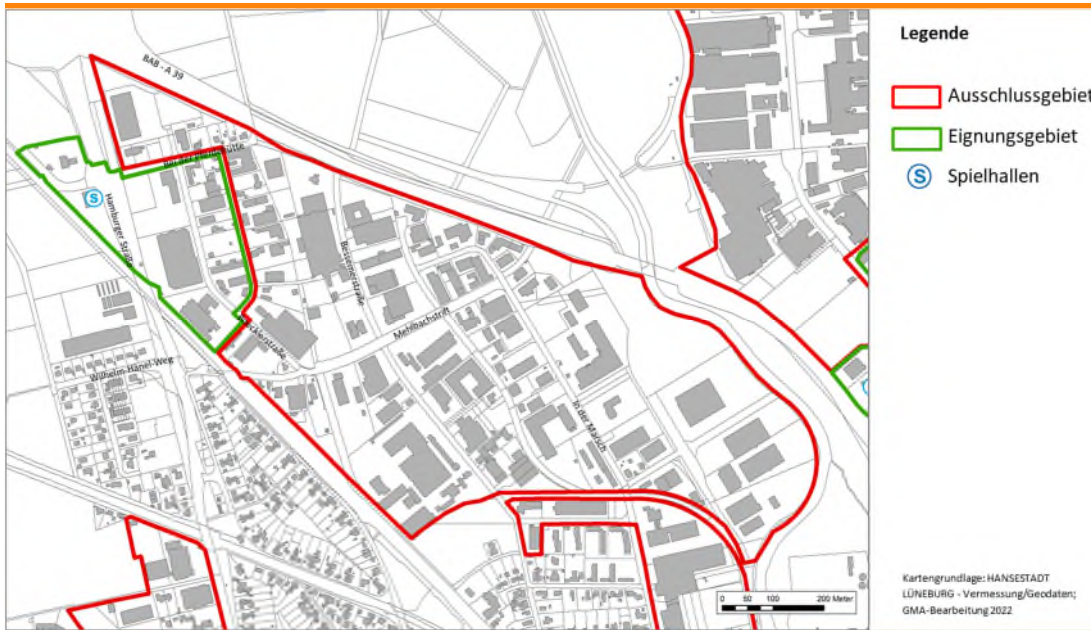 BAB - A 39
Legende
Ausschlussgebiet
Eignungsgebiet
S
Spielhallen
S
Hamburger Straße
Bessemerstraße
Mehlbachstrift
Wilhelm-Hänel-Weg
In der Marsch
0 50 100 200 Meter
Kartengrundlage: HANSESTADT
LÜNEBURG - Vermessung/Geodaten;
GMA-Bearbeitung 2022